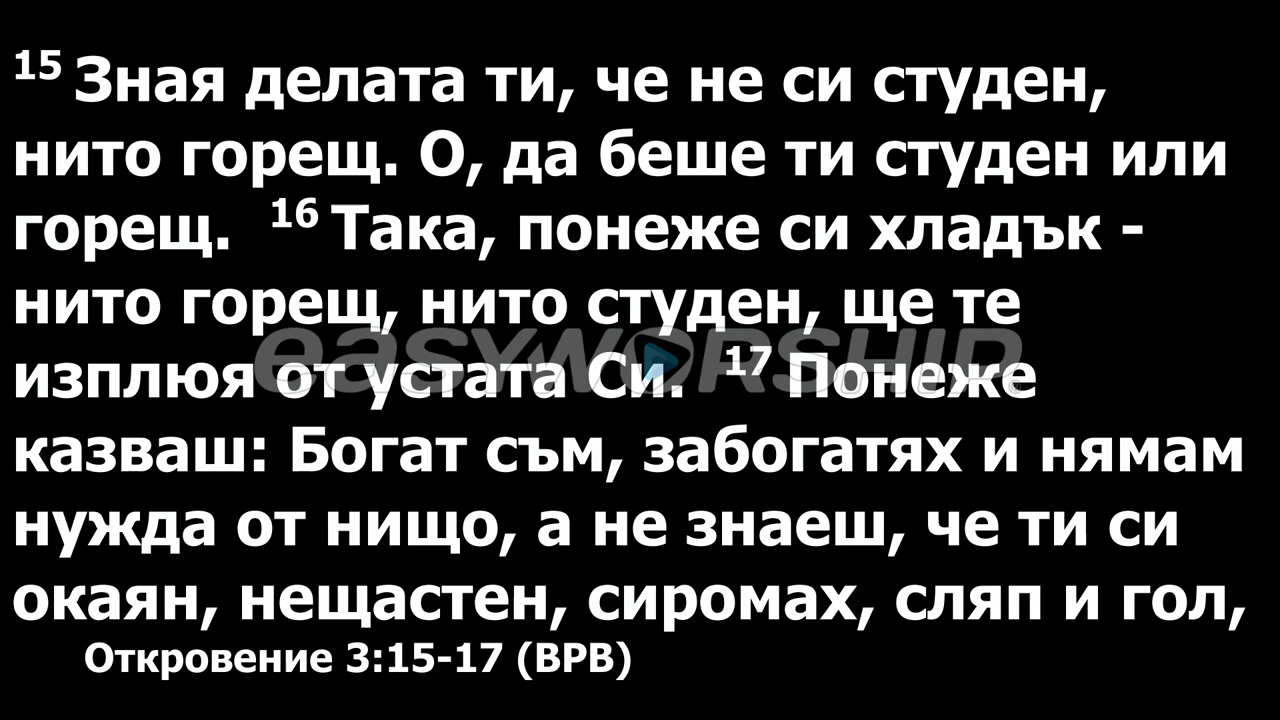 15 Зная делата ти, че не си студен,
нито горещ. О, да беше ти студен или
горещ. 16 Така, понеже си хладък -
нито горещ, нито студен, ще те
изплюя от устата Си. 17 Понеже
easyworship
казваш: Богат съм, забогатях и нямам
нужда от нищо, а не знаеш, че ти си
окаян, нещастен, сиромах, сляп и гол,
Откровение 3:15-17 (ВРВ)